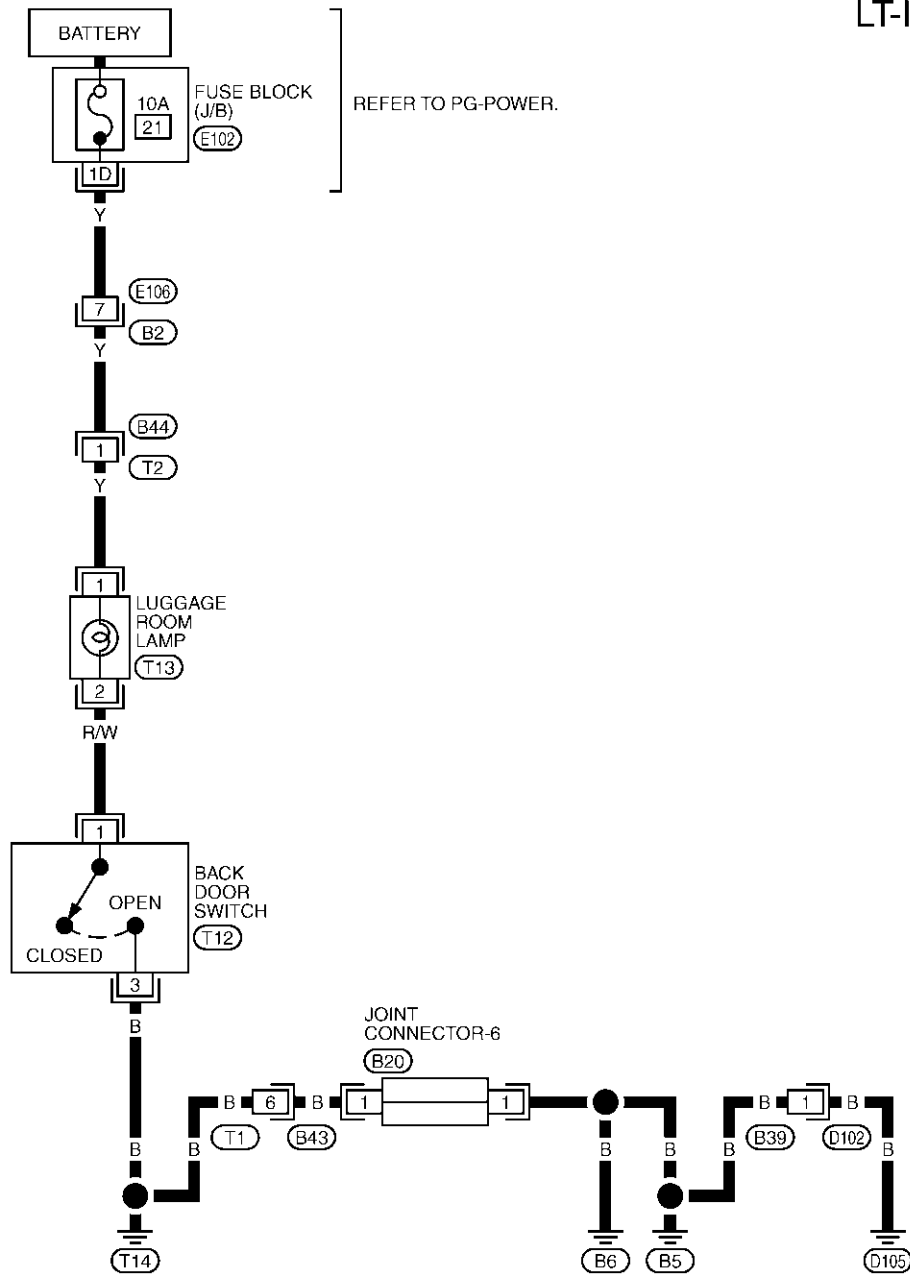 LT-I
BATTERY
FUSE BLOCK
(J/B)
E102
10A
21
REFER TO PG-POWER.
1D
Y
E106
7
B2
Y
B44
1
T2
Y
1
LUGGAGE
ROOM
LAMP
T13
2
R/W
1
BACK
DOOR
SWITCH
T12
OPEN
CLOSED
3
B
JOINT
CONNECTOR-6
B20
B 6 B 1 1 B 1 B
T1 B43 B39 D102
B B B B B B
T14 B6 B5 D105